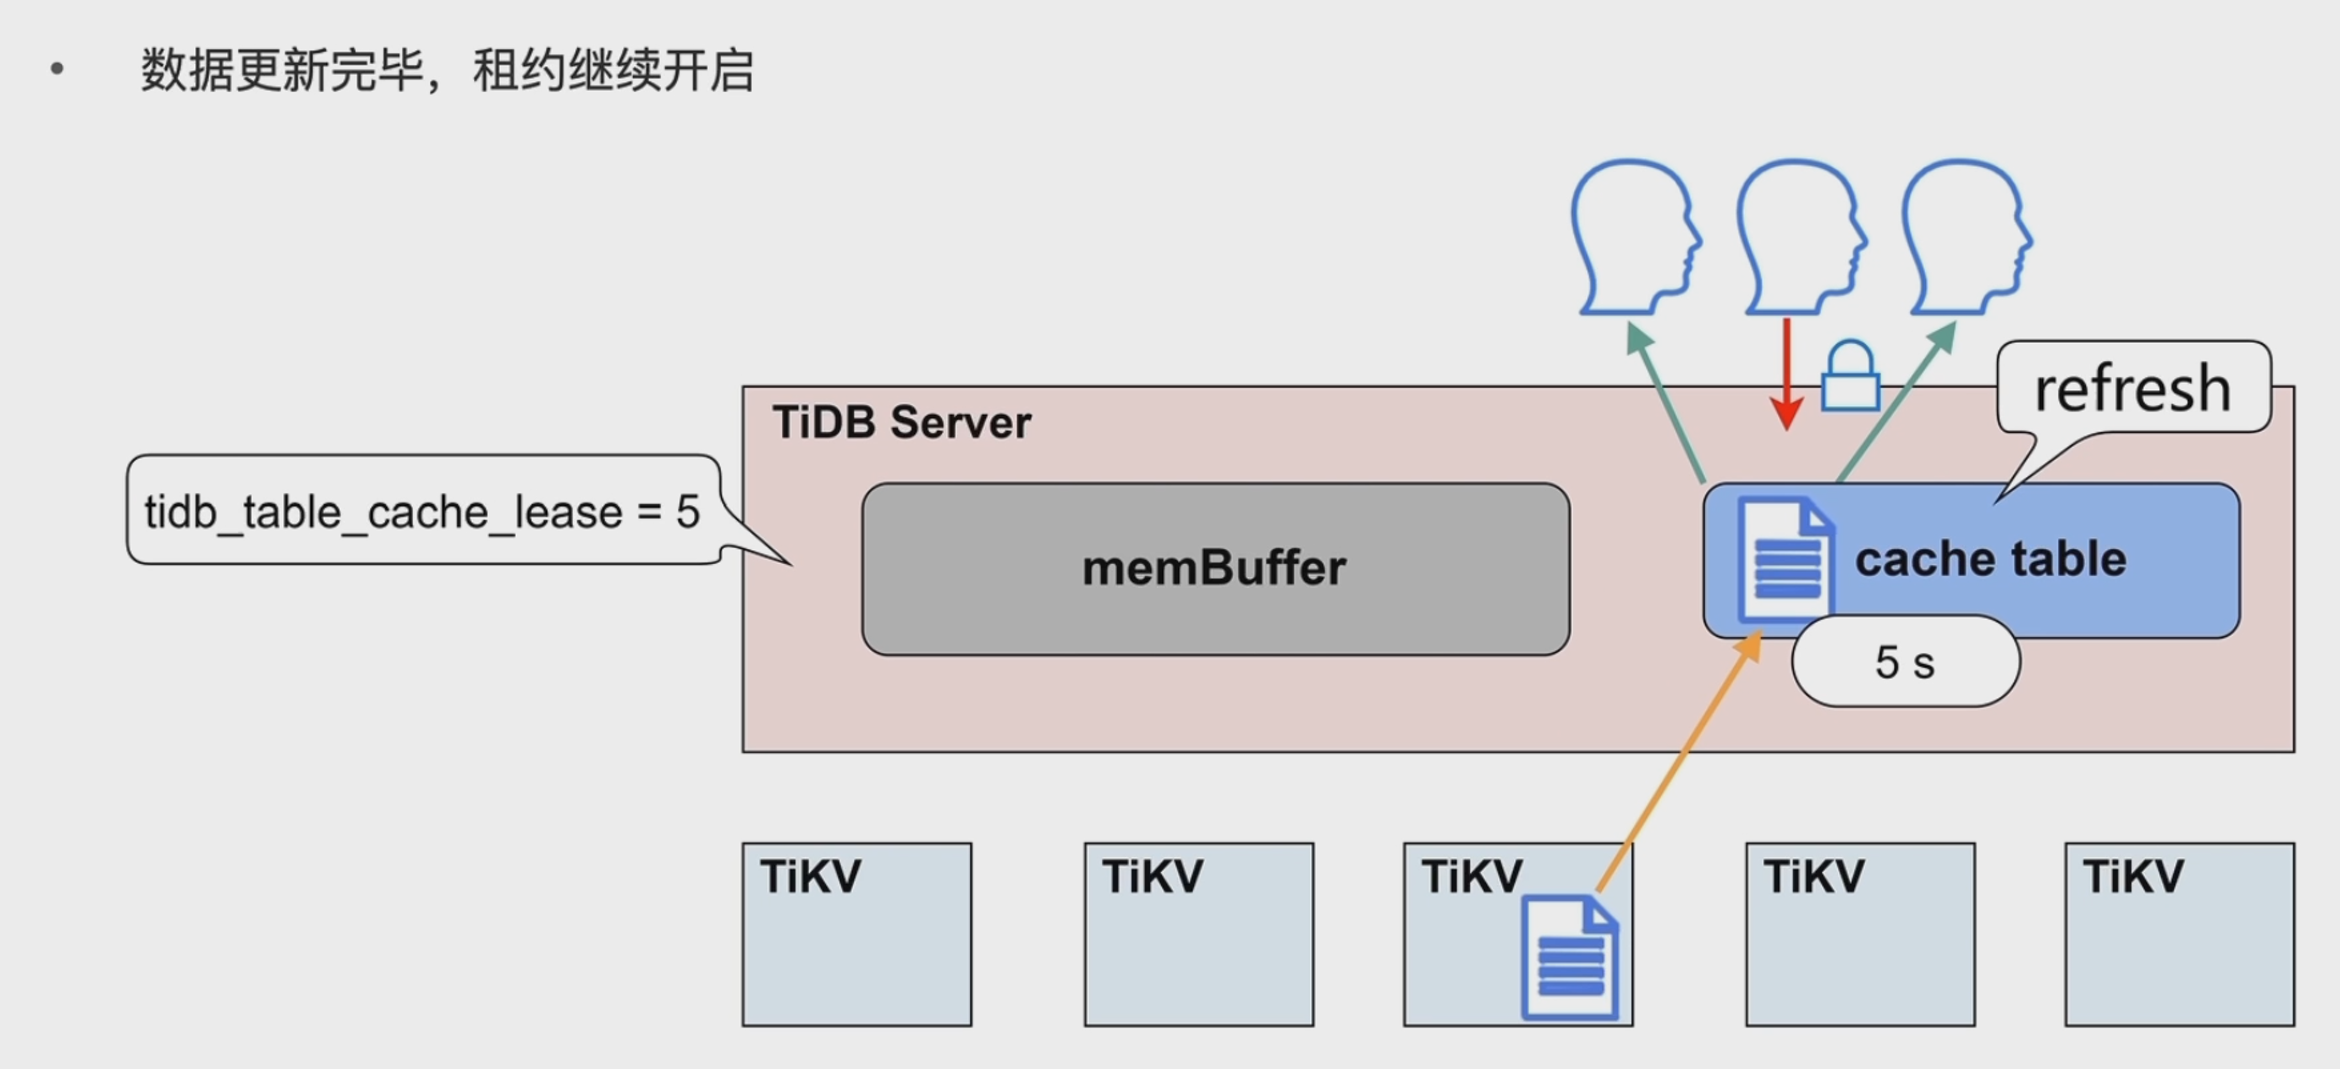 数据更新完毕，租约继续开启
refresh
TiDB Server
tidb_table_cache_lease = 5
memBuffer
cache table
5 s
TiKV
TiKV
TiKV
TiKV
TiKV